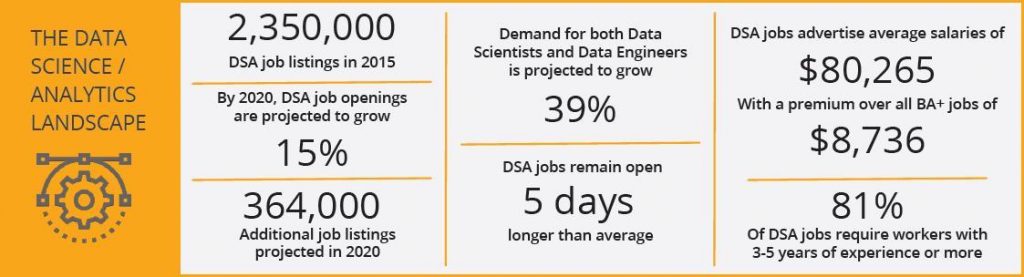 THE DATA
SCIENCE /
ANALYTICS
LANDSCAPE
2,350,000
DSA job listings in 2015
By 2020, DSA job openings
are projected to grow
15%
364,000
Additional job listings
projected in 2020
Demand for both Data
Scientists and Data Engineers
is projected to grow
39%
DSA jobs remain open
5 days
longer than average
DSA jobs advertise average salaries of
$80,265
With a premium over all BA+ jobs of
$8,736
81%
Of DSA jobs require workers with
3-5 years of experience or more